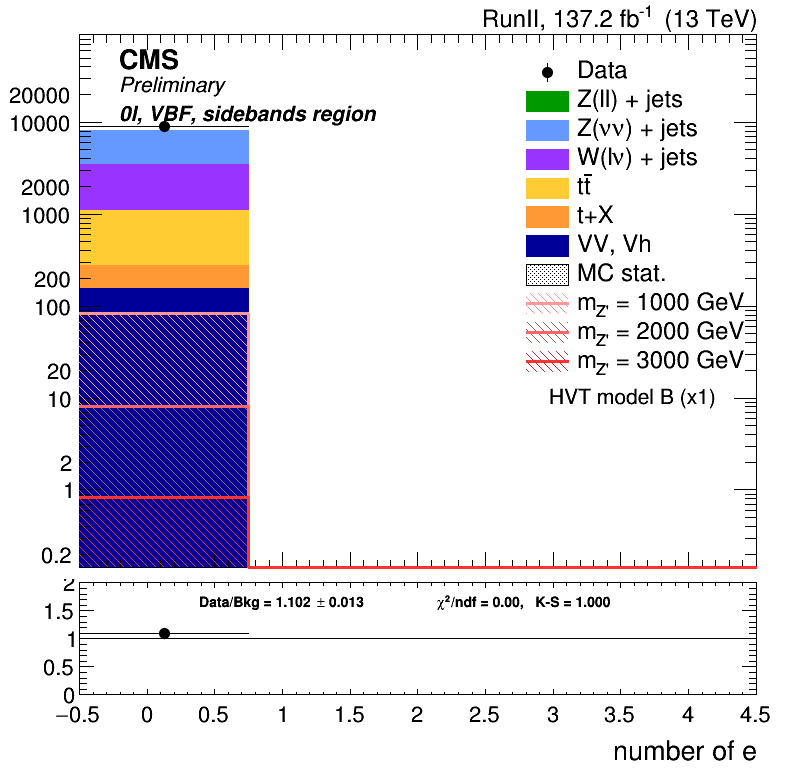 RunII, 137.2 fb⁻¹ (13 TeV)
CMS
Preliminary
0l, VBF, sidebands region
Data
Z(ll) + jets
Z(νν) + jets
W(lν) + jets
tt̄
t+X
VV, Vh
MC stat.
m_Z' = 1000 GeV
m_Z' = 2000 GeV
m_Z' = 3000 GeV
HVT model B (x1)
20000
10000
2000
1000
200
100
20
10
2
1
0.2
Data/Bkg = 1.102 ± 0.013 χ²/ndf = 0.00, K-S = 1.000
2
1.5
1
0.5
0
−0.5 0 0.5 1 1.5 2 2.5 3 3.5 4 4.5
number of e